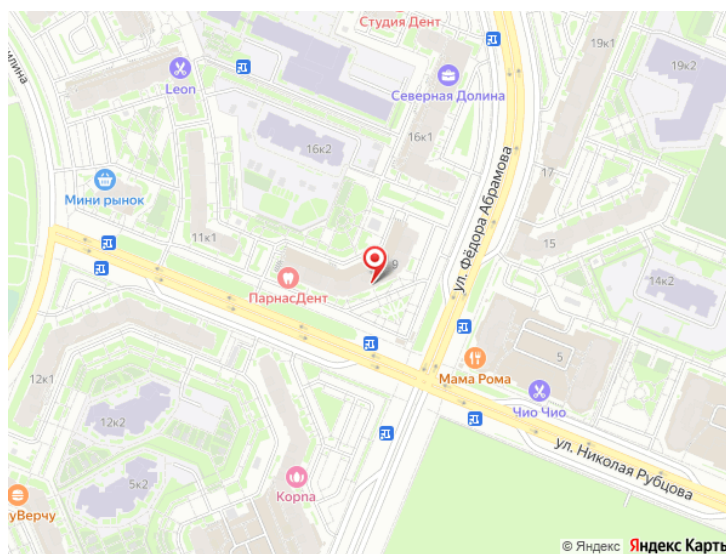 Студия Дент
19к1
19к2
Leon
Северная Долина
16к1
16к2
17
Мини рынок
11к1
ул. Фёдора Абрамова
15
9
14к2
ПарнасДент
5
Мама Рома
12к1
Чио Чио
12к2
ул. Николая Рубцова
5к2
Корпа
уВерчу
© Яндекс Яндекс Карты